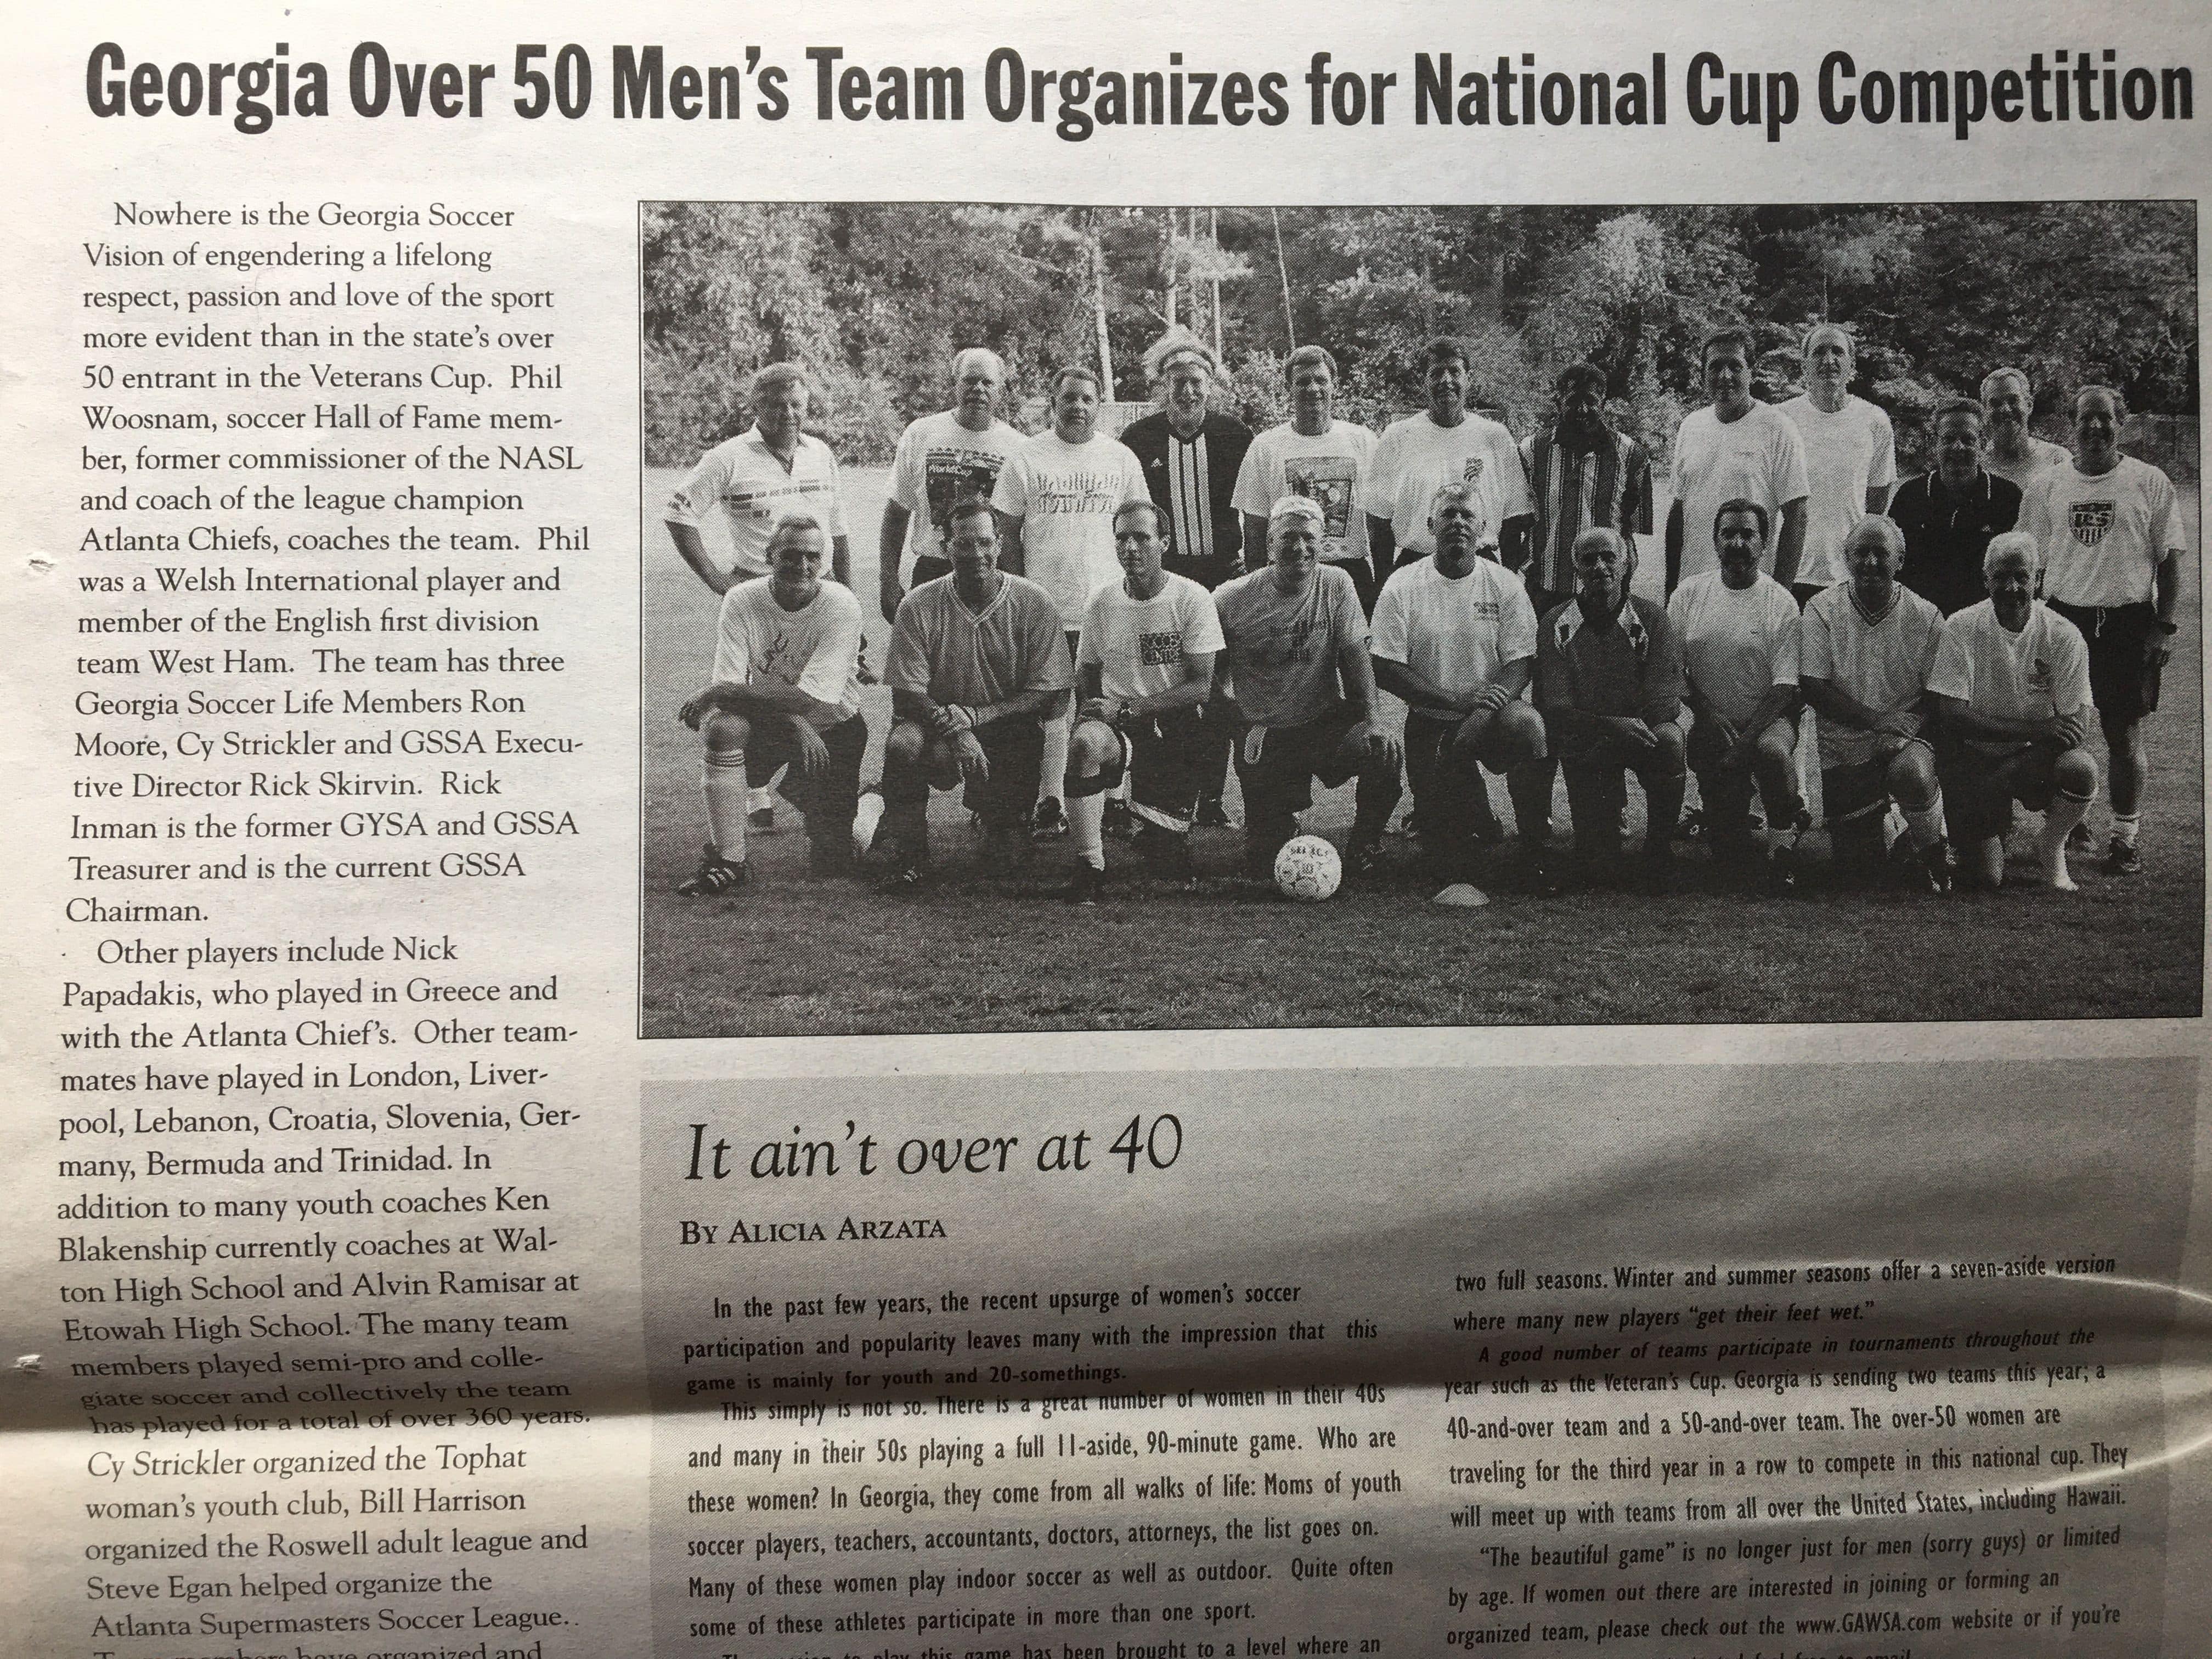 Georgia Over 50 Men's Team Organizes for National Cup Competition
Nowhere is the Georgia Soccer
Vision of engendering a lifelong
respect, passion and love of the sport
more evident than in the state's over
50 entrant in the Veterans Cup. Phil
Woosnam, soccer Hall of Fame mem-
ber, former commissioner of the NASL
and coach of the league champion
Atlanta Chiefs, coaches the team. Phil
was a Welsh International player and
member of the English first division
team West Ham. The team has three
Georgia Soccer Life Members Ron
Moore, Cy Strickler and GSSA Execu-
tive Director Rick Skirvin. Rick
Inman is the former GYSA and GSSA
Treasurer and is the current GSSA
Chairman.
Other players include Nick
Papadakis, who played in Greece and
with the Atlanta Chief's. Other team-
mates have played in London, Liver-
pool, Lebanon, Croatia, Slovenia, Ger-
many, Bermuda and Trinidad. In
addition to many youth coaches Ken
Blakenship currently coaches at Wal-
ton High School and Alvin Ramisar at
Etowah High School. The many team
members played semi-pro and colle-
giate soccer and collectively the team
has played for a total of over 360 years.
Cy Strickler organized the Tophat
woman's youth club, Bill Harrison
organized the Roswell adult league and
Steve Egan helped organize the
Atlanta Supermasters Soccer League..
have organized and
WorldCup
US
SELECT
It ain't over at 40
BY ALICIA ARZATA
In the past few years, the recent upsurge of women's soccer
participation and popularity leaves many with the impression that this
game is mainly for youth and 20-somethings.
This simply is not so. There is a great number of women in their 40s
and many in their 50s playing a full 11-aside, 90-minute game. Who are
these women? In Georgia, they come from all walks of life: Moms of youth
soccer players, teachers, accountants, doctors, attorneys, the list goes on.
Many of these women play indoor soccer as well as outdoor. Quite often
some of these athletes participate in more than one sport.
play this game has been brought to a level where an
two full seasons. Winter and summer seasons offer a seven-aside version
where many new players "get their feet wet."
A good number of teams participate in tournaments throughout the
year such as the Veteran's Cup. Georgia is sending two teams this year; a
40-and-over team and a 50-and-over team. The over-50 women are
traveling for the third year in a row to compete in this national cup. They
will meet up with teams from all over the United States, including Hawaii.
"The beautiful game" is no longer just for men (sorry guys) or limited
by age. If women out there are interested in joining or forming an
organized team, please check out the www.GAWSA.com website or if you're